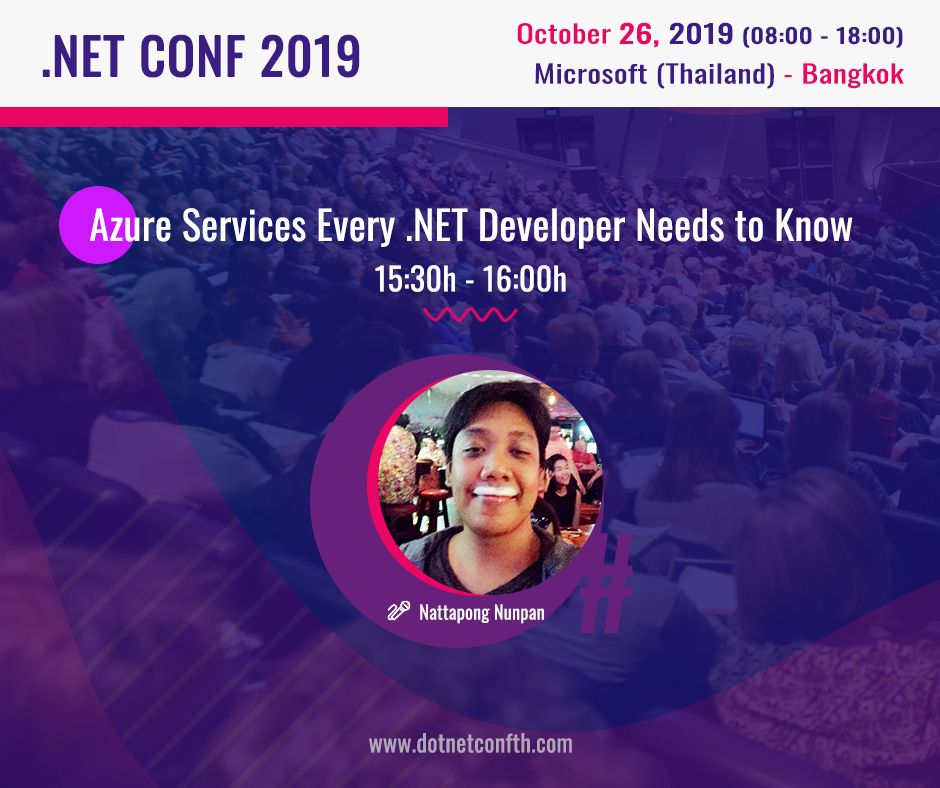 .NET CONF 2019
October 26, 2019 (08:00 - 18:00)
Microsoft (Thailand) - Bangkok
Azure Services Every .NET Developer Needs to Know
15:30h - 16:00h
#
Nattapong Nunpan
www.dotnetconfth.com